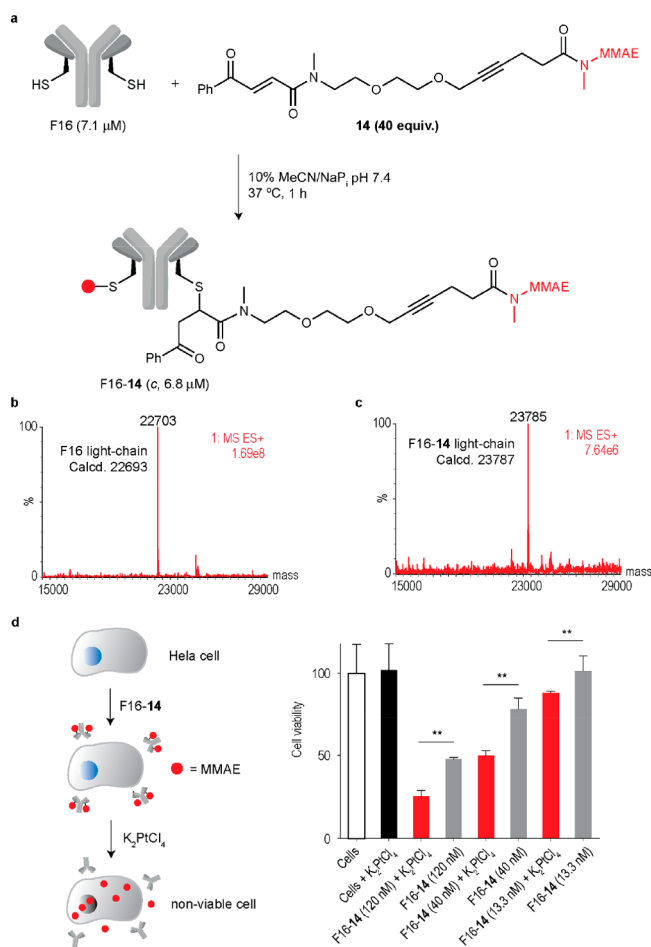 a
HS
SH
F16 (7.1 µM)
+
O
Ph
O
N
O
O
O
N
MMAE
14 (40 equiv.)
10% MeCN/NaPi pH 7.4
37 ºC, 1 h
S
S
O
N
O
O
O
N
MMAE
Ph
O
F16-14 (c, 6.8 µM)
b
22703
100
F16 light-chain
Calcd. 22693
1: MS ES+
1.69e8
%
0
15000
23000
29000
mass
c
23785
100
F16-14 light-chain
Calcd. 23787
1: MS ES+
7.64e6
%
0
15000
23000
29000
mass
d
Hela cell
F16-14
= MMAE
K2PtCl4
non-viable cell
Cell viability
100
50
0
**
**
**
Cells
Cells + K2PtCl4
F16-14 (120 nM) + K2PtCl4
F16-14 (120 nM)
F16-14 (40 nM) + K2PtCl4
F16-14 (40 nM)
F16-14 (13.3 nM) + K2PtCl4
F16-14 (13.3 nM)